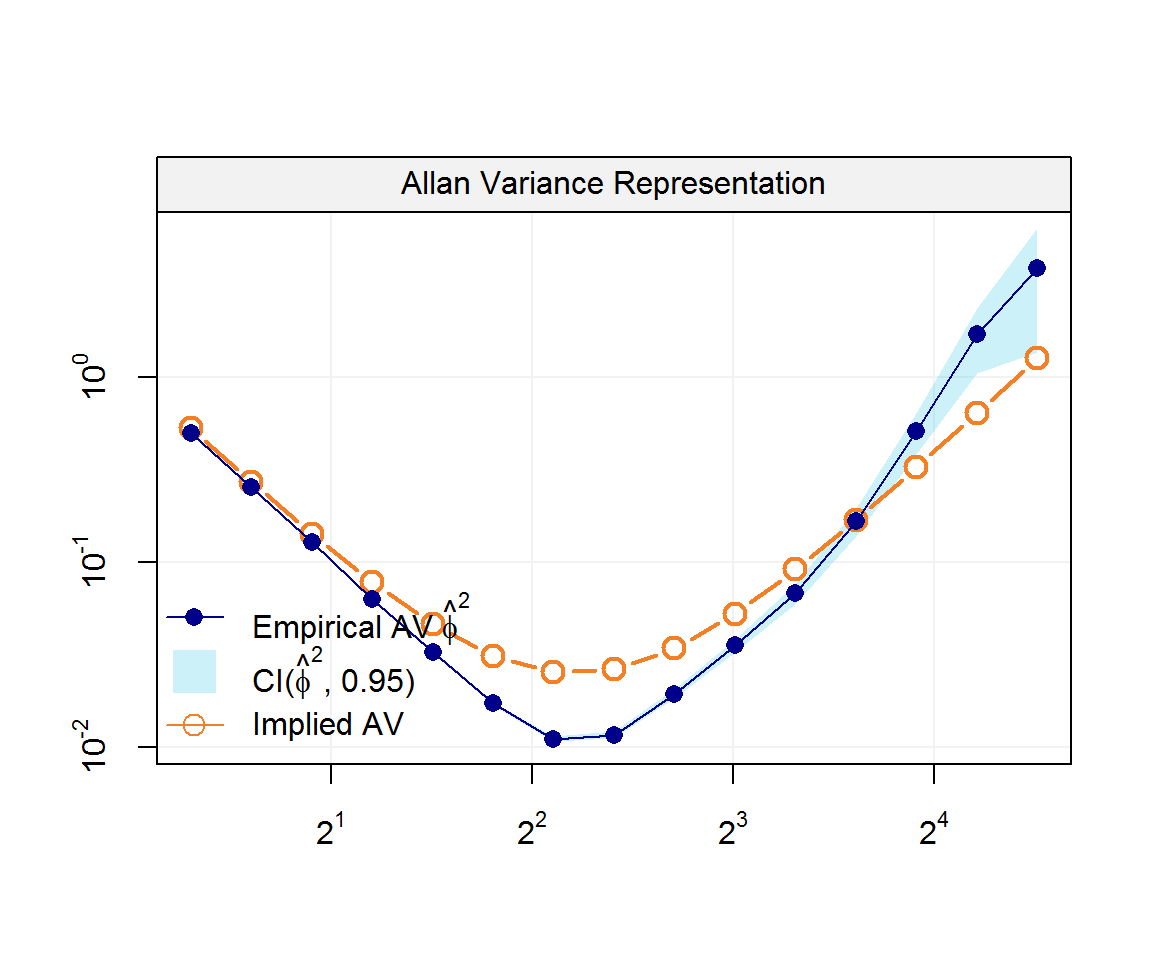 Allan Variance Representation
10^0
10^-1
10^-2
Empirical AV ϕ̂^2
CI(ϕ̂^2, 0.95)
Implied AV
2^1 2^2 2^3 2^4